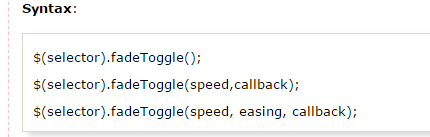 Syntax:
$(selector).fadeToggle();
$(selector).fadeToggle(speed,callback);
$(selector).fadeToggle(speed, easing, callback);